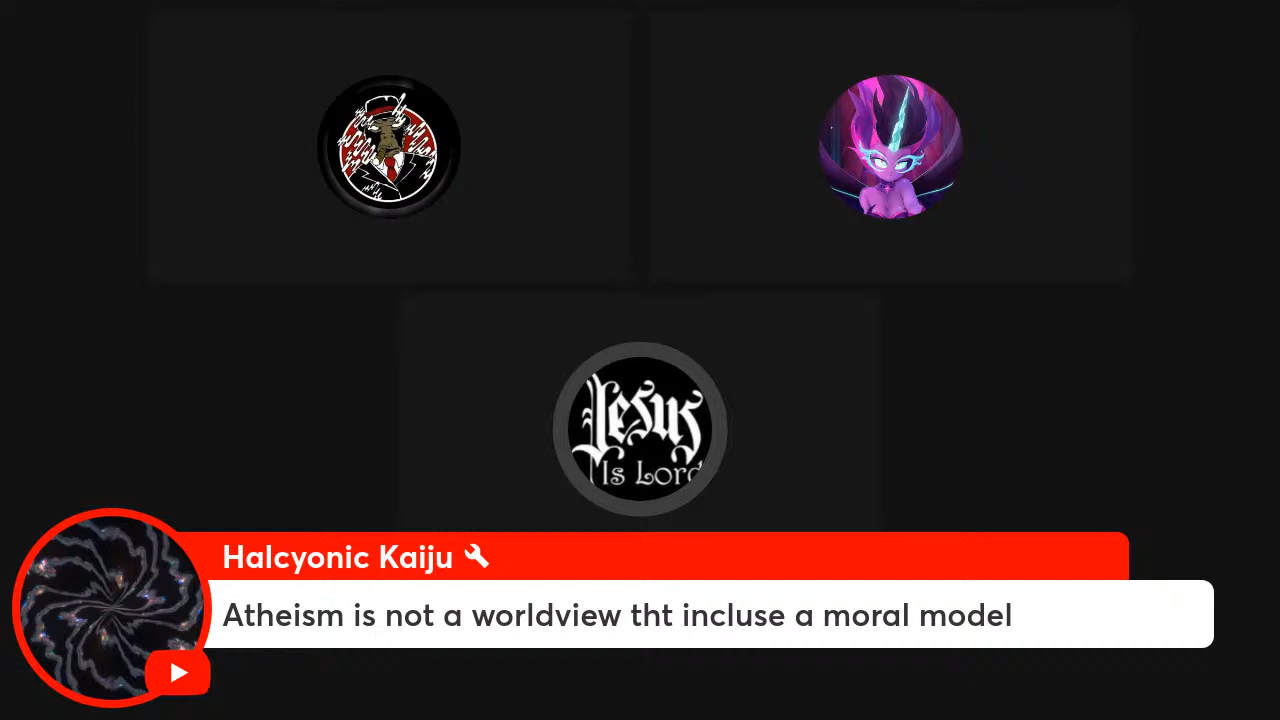 Jesus
Is Lord
Halcyonic Kaiju
Atheism is not a worldview tht incluse a moral model